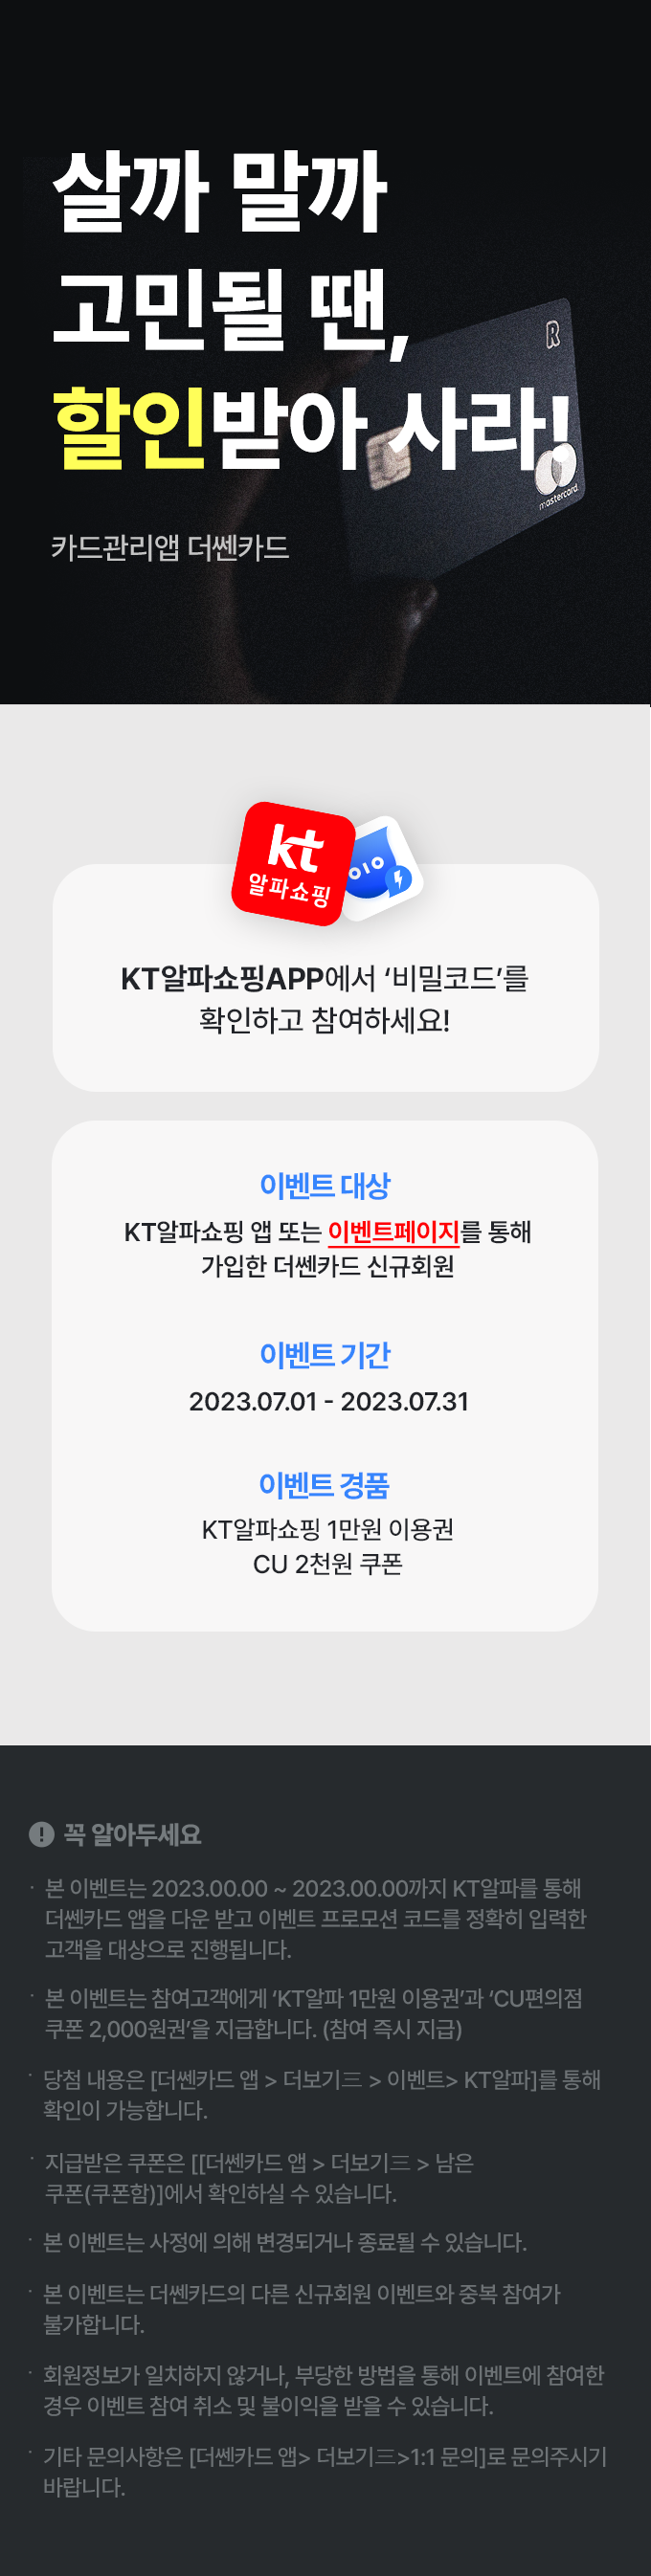 살까 말까
고민될 땐,
할인받아 사라!
R
mastercard
카드관리앱 더쎈카드
kt
알파쇼핑
KT알파쇼핑APP에서 ‘비밀코드’를
확인하고 참여하세요!
이벤트 대상
KT알파쇼핑 앱 또는 이벤트페이지를 통해
가입한 더쎈카드 신규회원
이벤트 기간
2023.07.01 - 2023.07.31
이벤트 경품
KT알파쇼핑 1만원 이용권
CU 2천원 쿠폰
꼭 알아두세요
· 본 이벤트는 2023.00.00 ~ 2023.00.00까지 KT알파를 통해
더쎈카드 앱을 다운 받고 이벤트 프로모션 코드를 정확히 입력한
고객을 대상으로 진행됩니다.
· 본 이벤트는 참여고객에게 ‘KT알파 1만원 이용권’과 ‘CU편의점
쿠폰 2,000원권’을 지급합니다. (참여 즉시 지급)
· 당첨 내용은 [더쎈카드 앱 > 더보기三 > 이벤트> KT알파]를 통해
확인이 가능합니다.
· 지급받은 쿠폰은 [[더쎈카드 앱 > 더보기三 > 남은
쿠폰(쿠폰함)]에서 확인하실 수 있습니다.
· 본 이벤트는 사정에 의해 변경되거나 종료될 수 있습니다.
· 본 이벤트는 더쎈카드의 다른 신규회원 이벤트와 중복 참여가
불가합니다.
· 회원정보가 일치하지 않거나, 부당한 방법을 통해 이벤트에 참여한
경우 이벤트 참여 취소 및 불이익을 받을 수 있습니다.
· 기타 문의사항은 [더쎈카드 앱> 더보기三>1:1 문의]로 문의주시기
바랍니다.